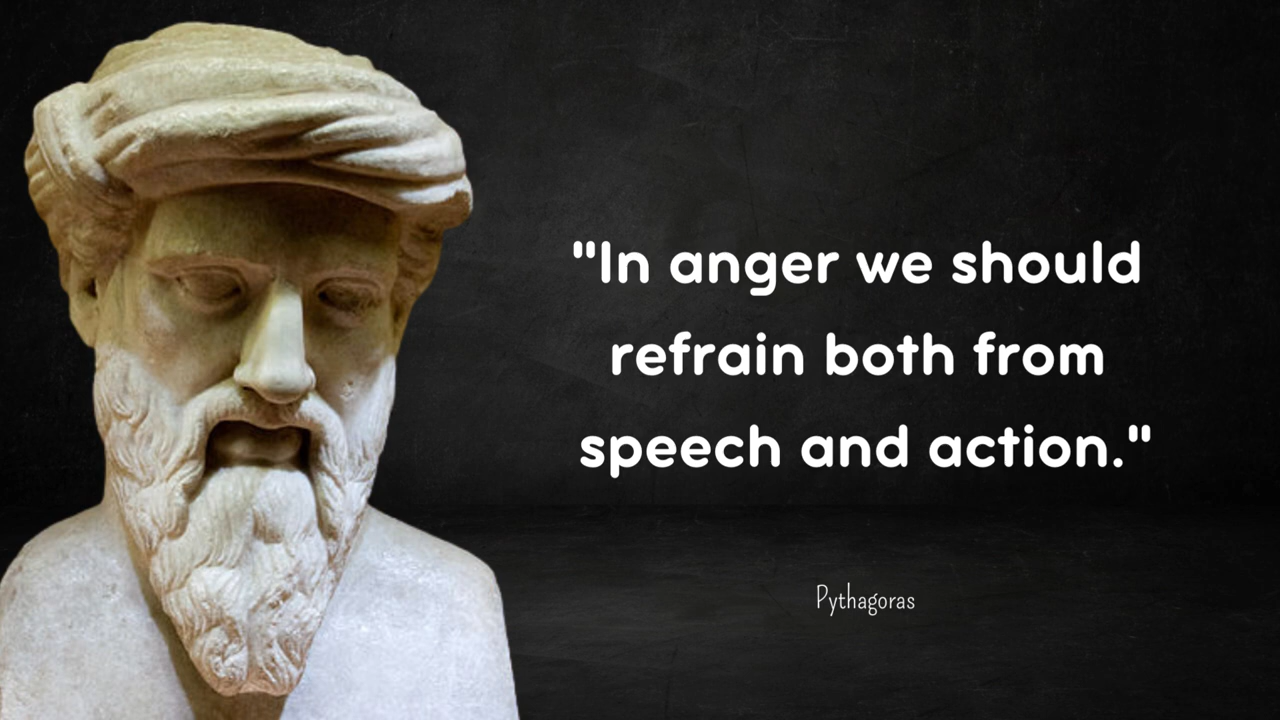 "In anger we should
refrain both from
speech and action."
Pythagoras